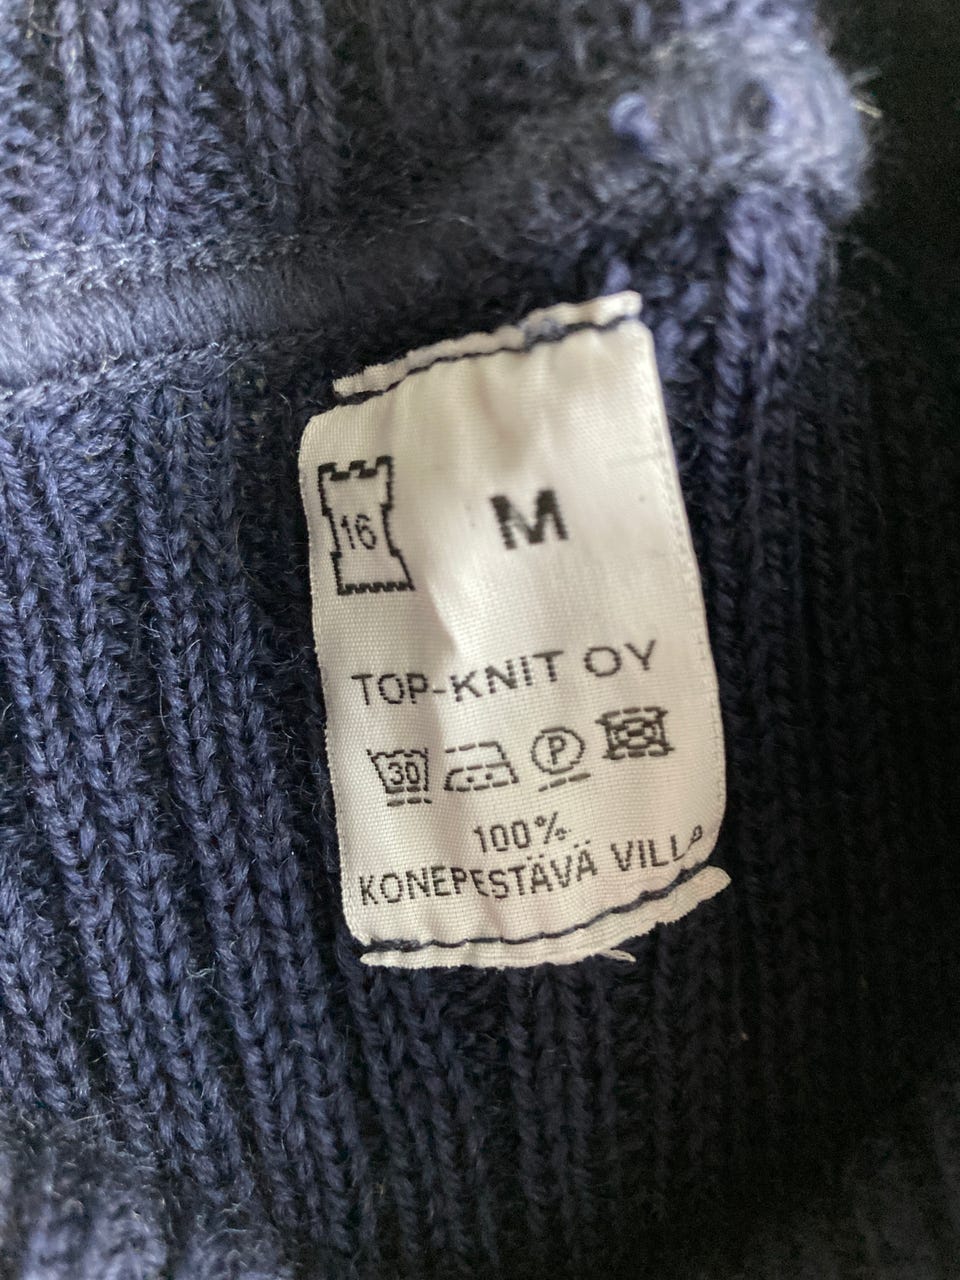 16
M
TOP-KNIT OY
30 P
100%
KONEPESTÄVÄ VILLA